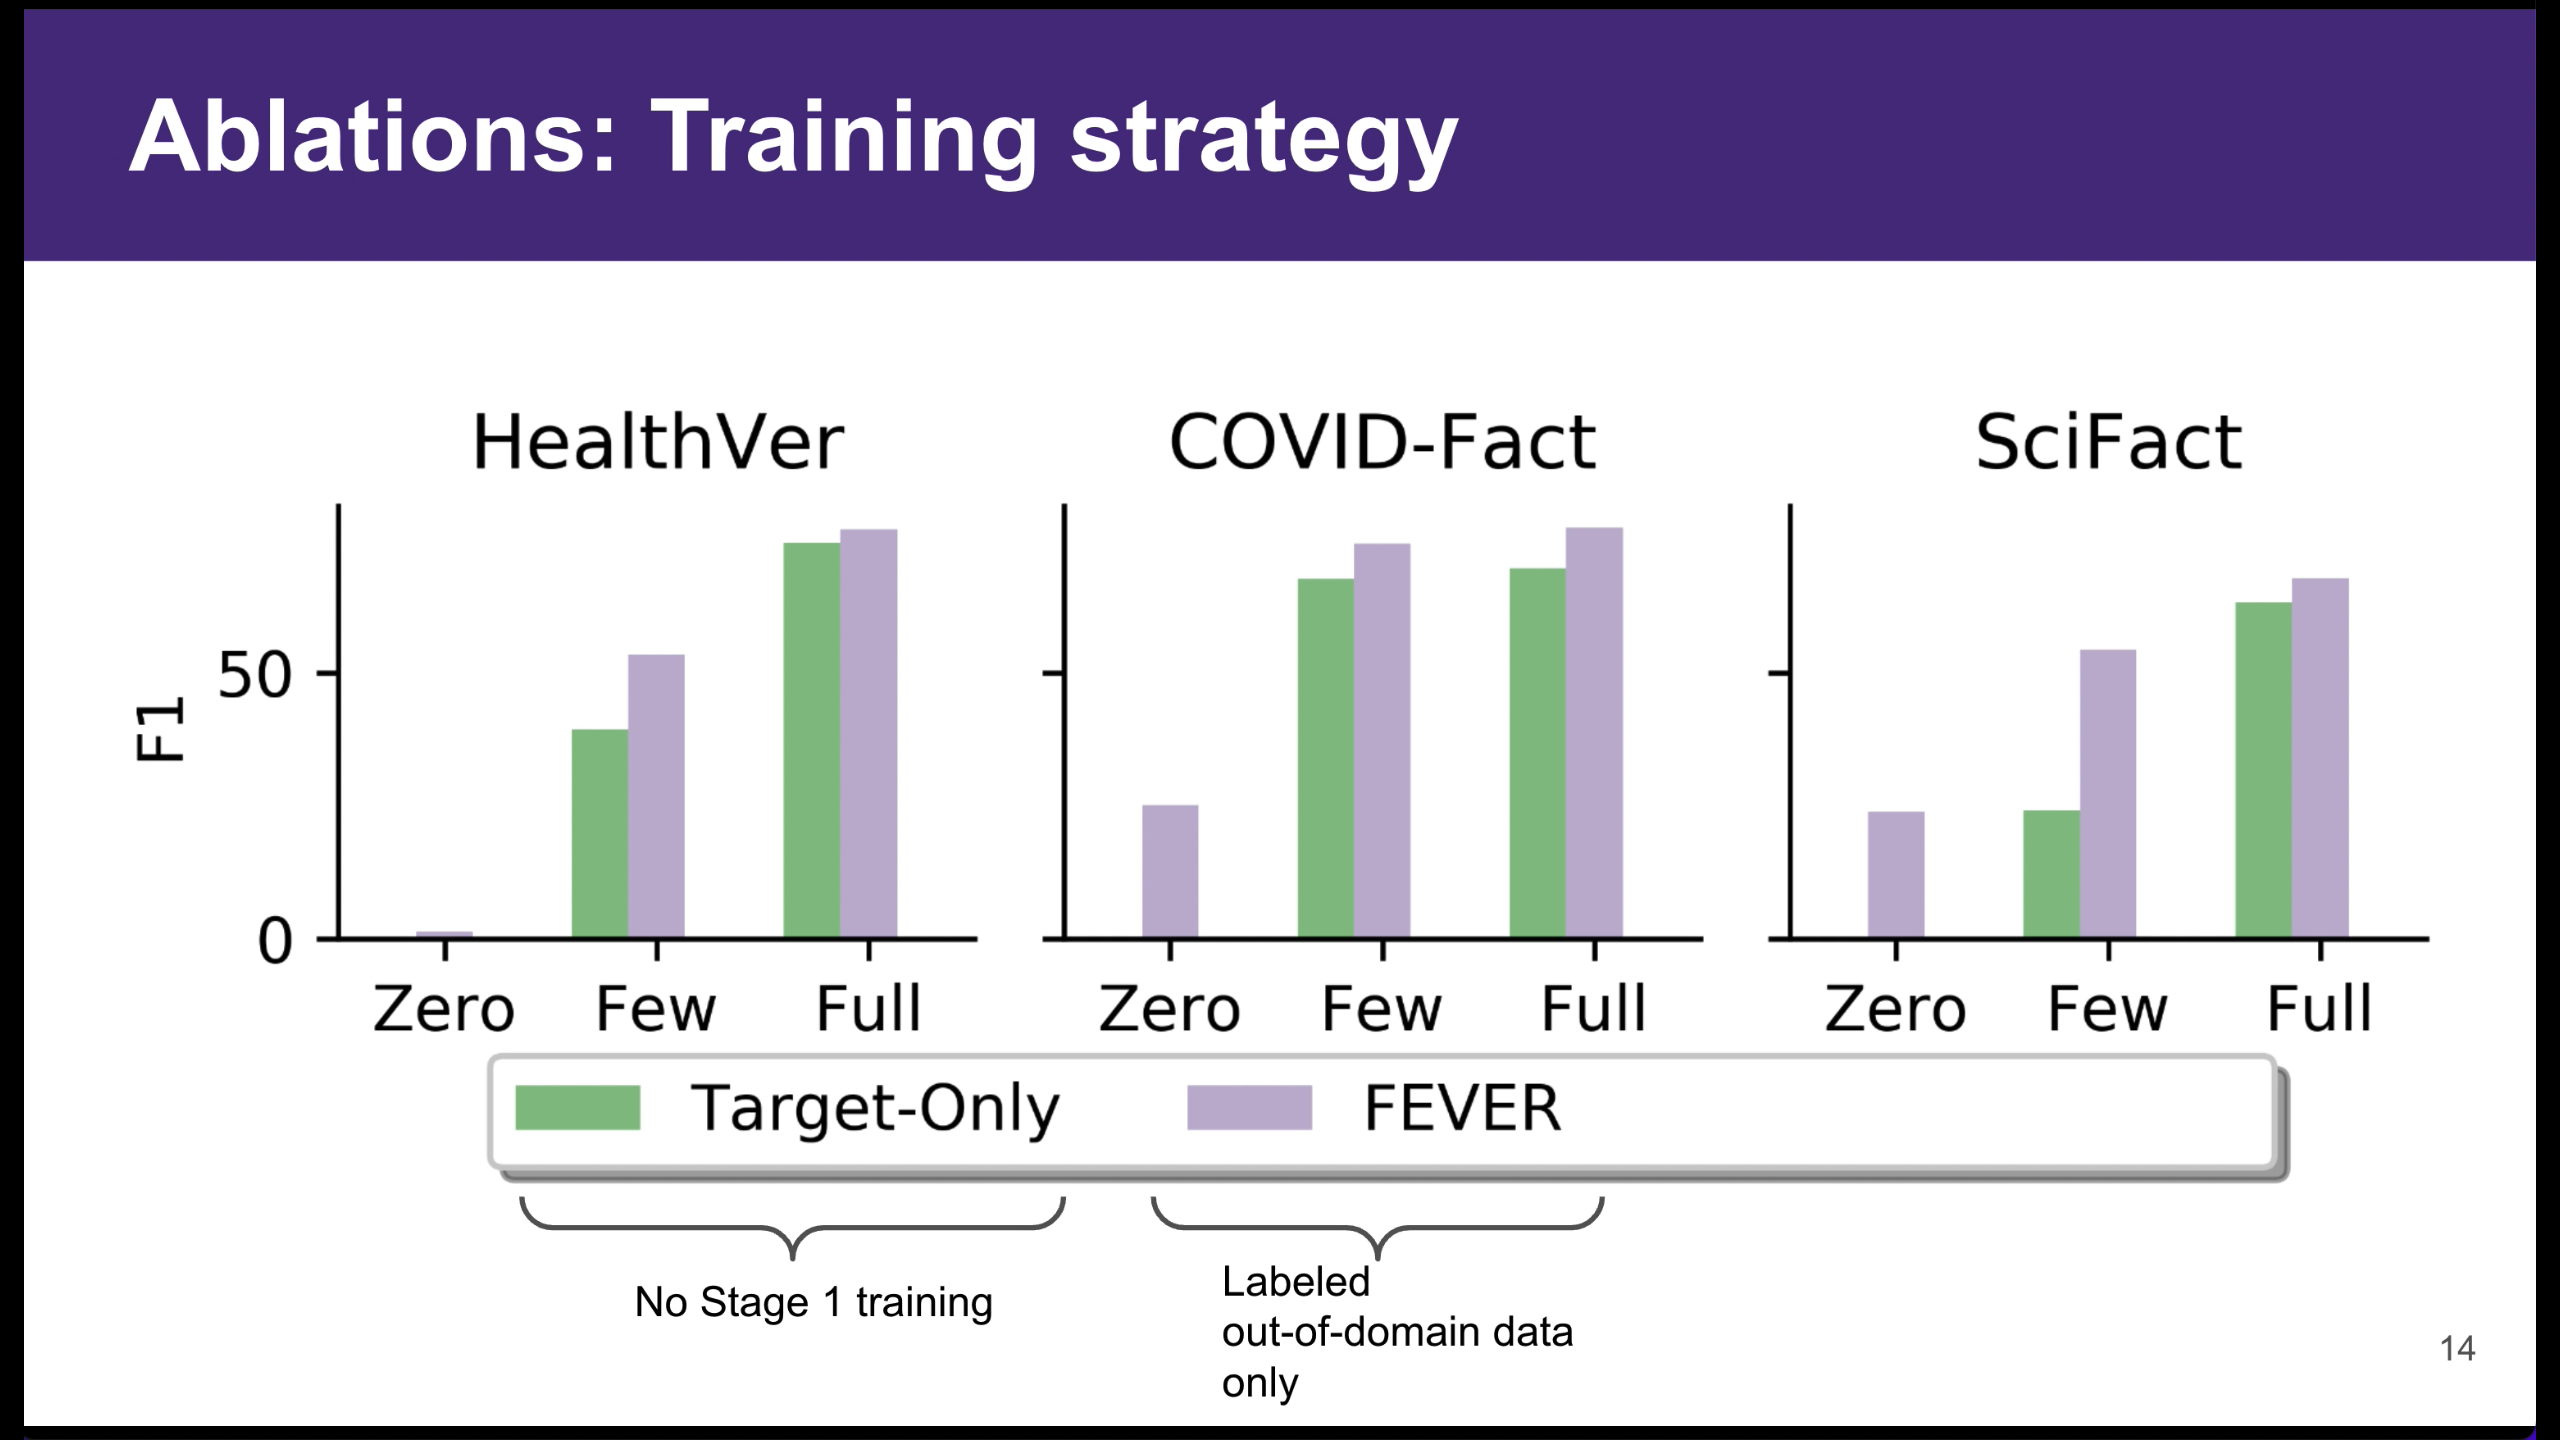 Ablations: Training strategy
HealthVer
COVID-Fact
SciFact
F1
50
0
Zero Few Full
Zero Few Full
Zero Few Full
Target-Only
FEVER
No Stage 1 training
Labeled
out-of-domain data
only
14